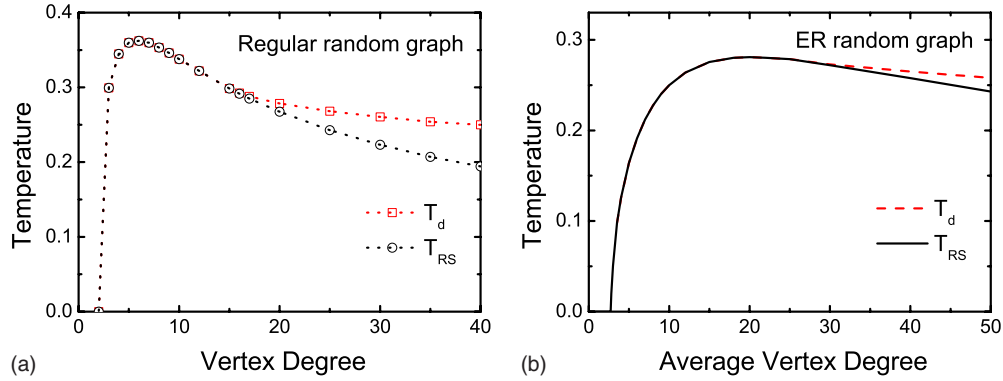 Regular random graph
Temperature
0.4
0.3
0.2
0.1
0.0
T_d
T_RS
0 10 20 30 40
Vertex Degree
(a)
ER random graph
Temperature
0.3
0.2
0.1
0.0
T_d
T_RS
0 10 20 30 40 50
Average Vertex Degree
(b)